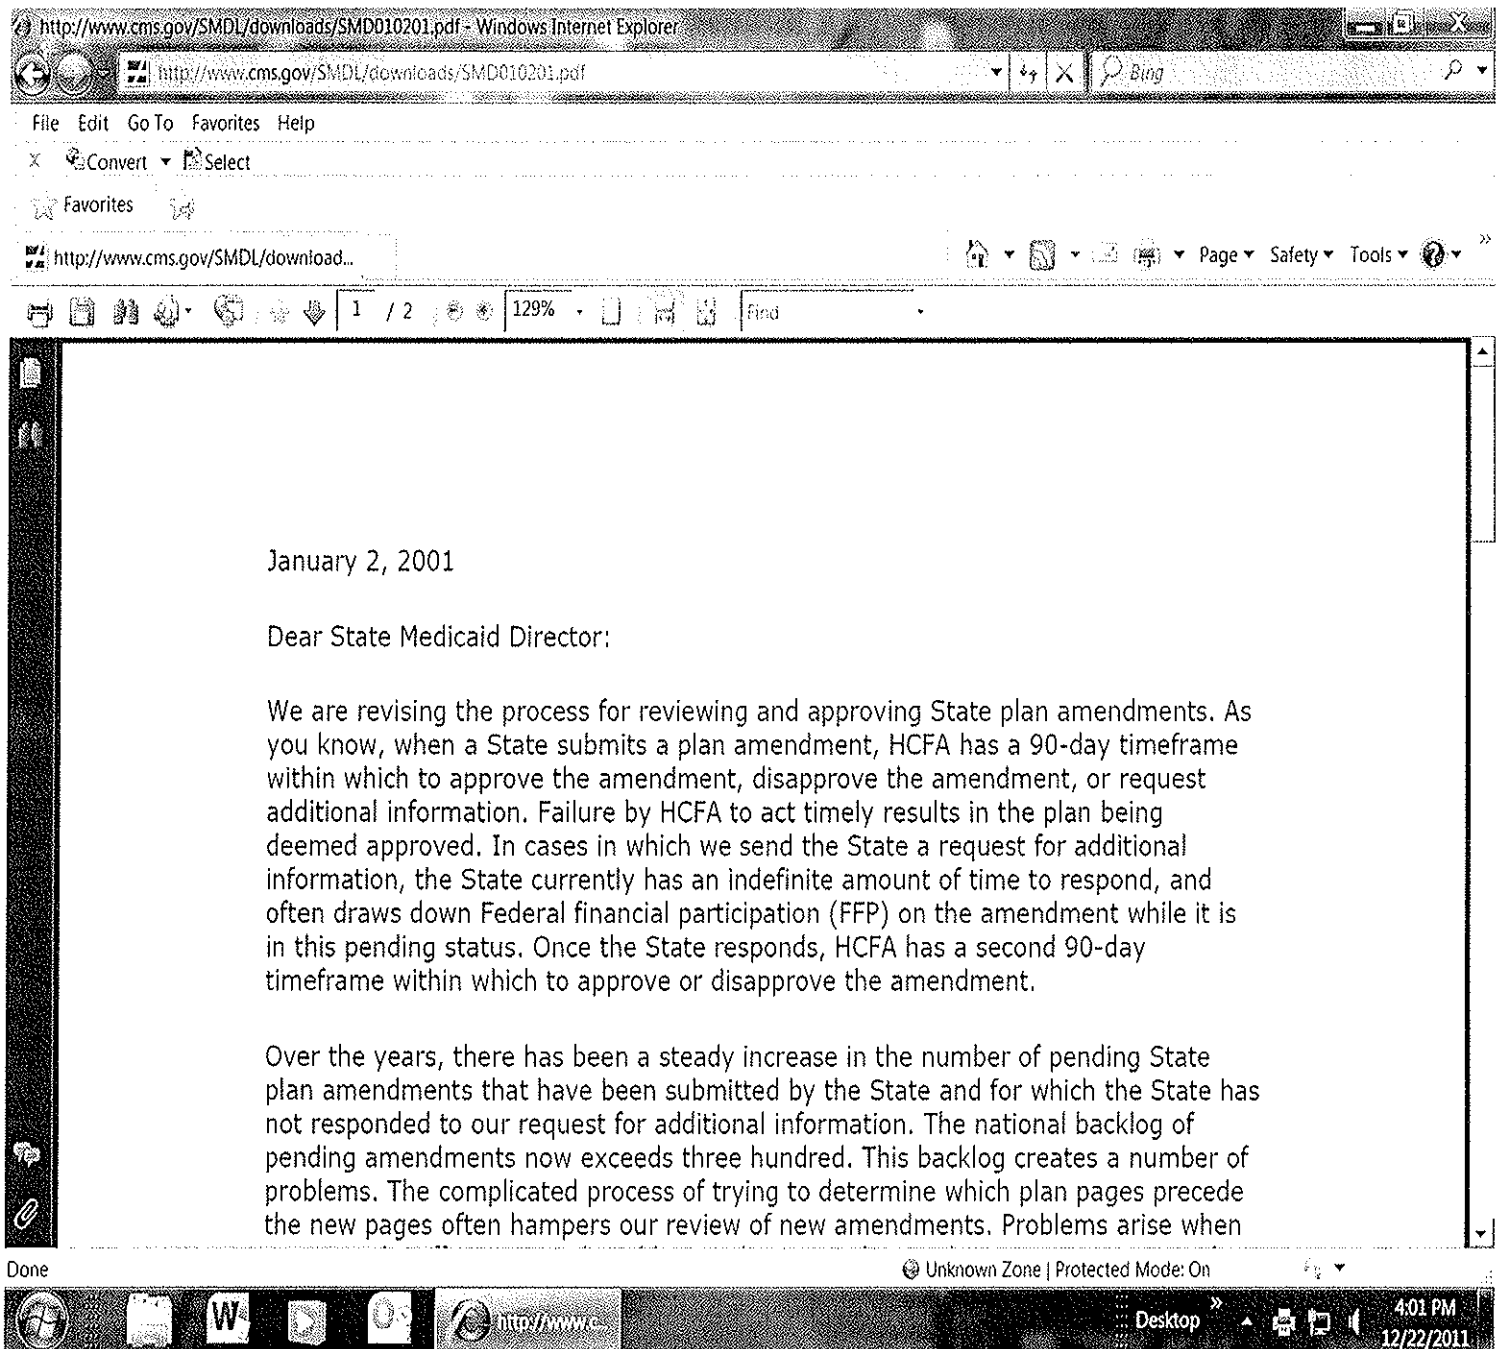 http://www.cms.gov/SMDL/downloads/SMD010201.pdf - Windows Internet Explorer
http://www.cms.gov/SMDL/downloads/SMD010201.pdf
Bing
File Edit Go To Favorites Help
X Convert Select
Favorites
http://www.cms.gov/SMDL/download...
Page Safety Tools
1 / 2 129% Find
January 2, 2001
Dear State Medicaid Director:
We are revising the process for reviewing and approving State plan amendments. As
you know, when a State submits a plan amendment, HCFA has a 90-day timeframe
within which to approve the amendment, disapprove the amendment, or request
additional information. Failure by HCFA to act timely results in the plan being
deemed approved. In cases in which we send the State a request for additional
information, the State currently has an indefinite amount of time to respond, and
often draws down Federal financial participation (FFP) on the amendment while it is
in this pending status. Once the State responds, HCFA has a second 90-day
timeframe within which to approve or disapprove the amendment.
Over the years, there has been a steady increase in the number of pending State
plan amendments that have been submitted by the State and for which the State has
not responded to our request for additional information. The national backlog of
pending amendments now exceeds three hundred. This backlog creates a number of
problems. The complicated process of trying to determine which plan pages precede
the new pages often hampers our review of new amendments. Problems arise when
Done
Unknown Zone | Protected Mode: On
http://www.c...
Desktop
4:01 PM
12/22/2011